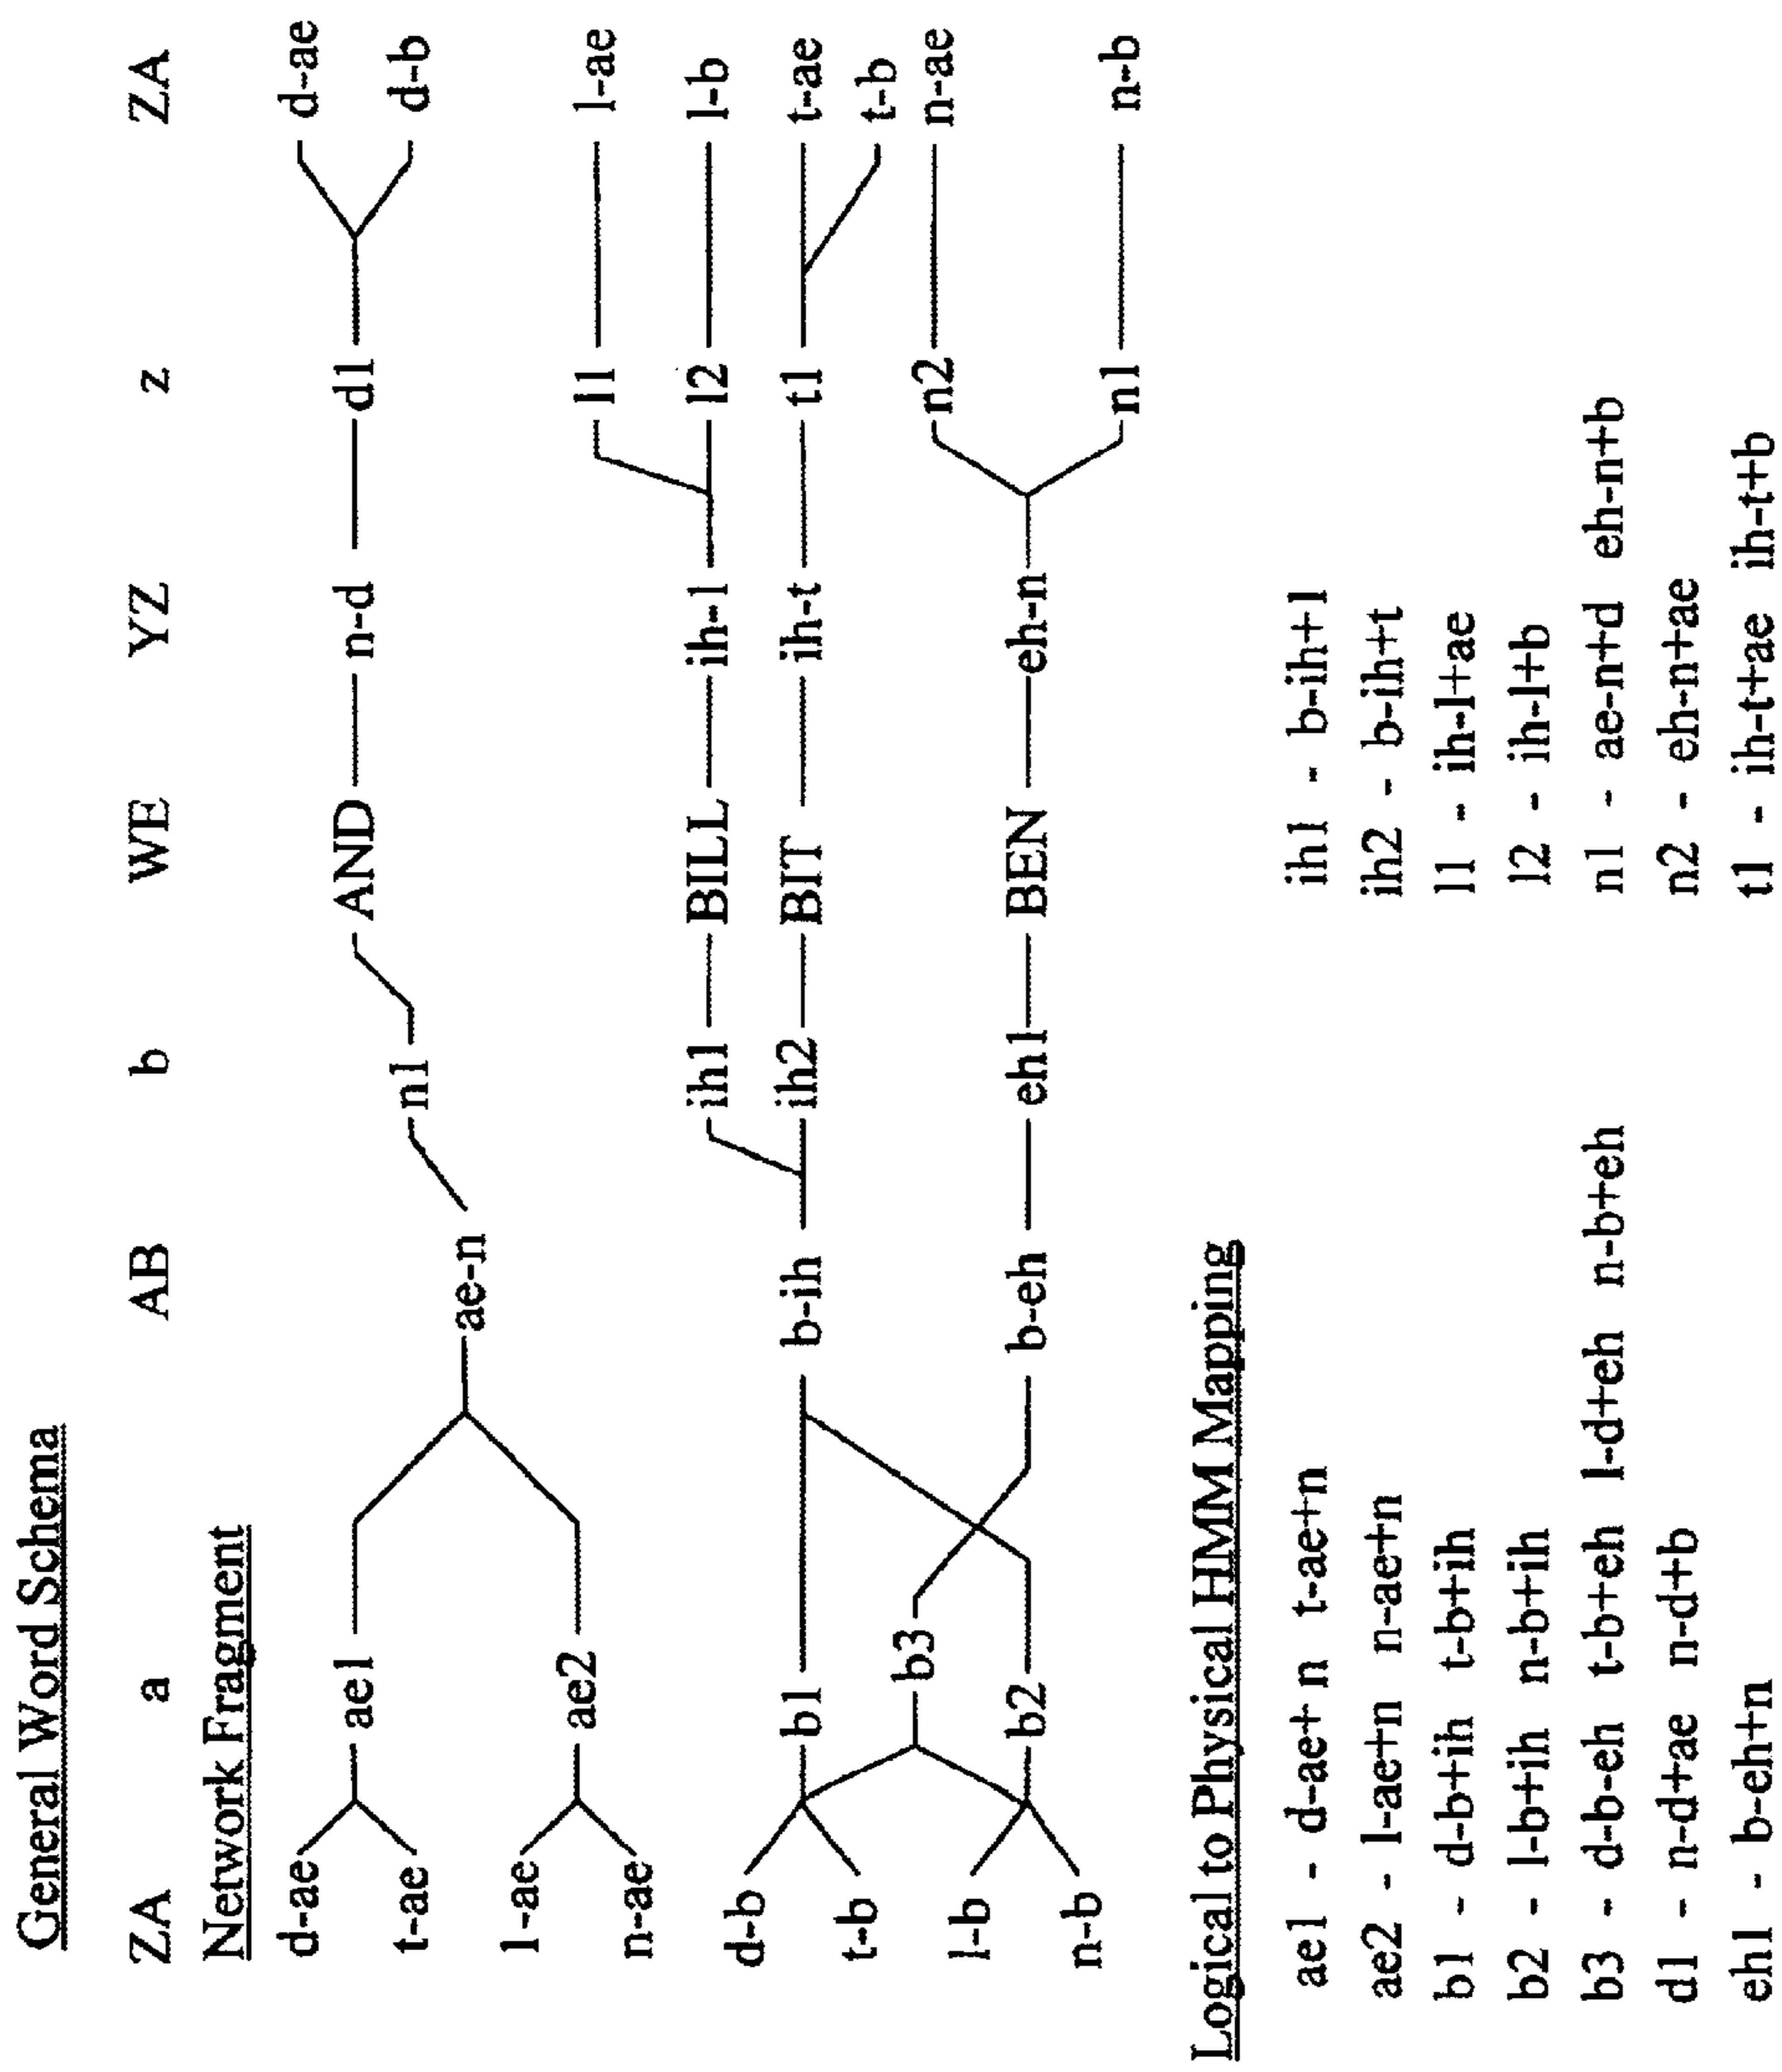 General Word Schema
ZA a AB b WE YZ z ZA
Network Fragment
d-ae d-ae
ae1 AND n-d d1
t-ae n1 d-b
ae-n
l-ae
ae2 l1 l-ae
n-ae
ih1 BILL ih-l l2 l-b
d-b
b1 b-ih ih2 BIT ih-t t1 t-ae
t-b t-b
b3 n2 n-ae
l-b
b2 b-eh eh1 BEN eh-n
n-b n1 n-b
Logical to Physical HMM Mapping
ae1 - d-ae+n t-ae+n
ae2 - l-ae+n n-ae+n
b1 - d-b+ih t-b+ih
b2 - l-b+ih n-b+ih
b3 - d-b-eh t-b+eh l-d+eh n-b+eh
d1 - n-d+ae n-d+b
eh1 - b-eh+n
ih1 - b-ih+l
ih2 - b-ih+t
l1 - ih-l+ae
l2 - ih-l+b
n1 - ae-n+d eh-n+b
n2 - eh-n+ae
t1 - ih-t+ae ih-t+b